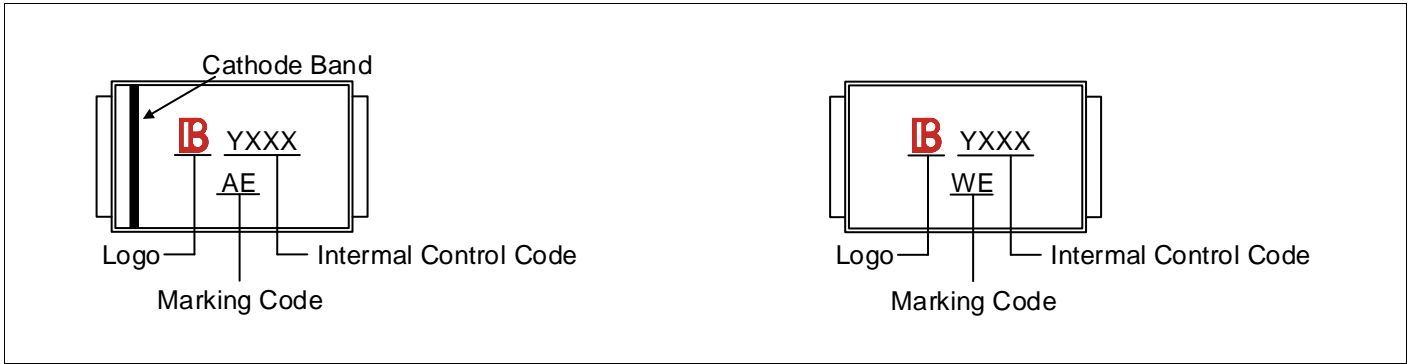 Cathode Band
B YXXX
AE
Logo
Intermal Control Code
Marking Code
B YXXX
WE
Logo
Intermal Control Code
Marking Code